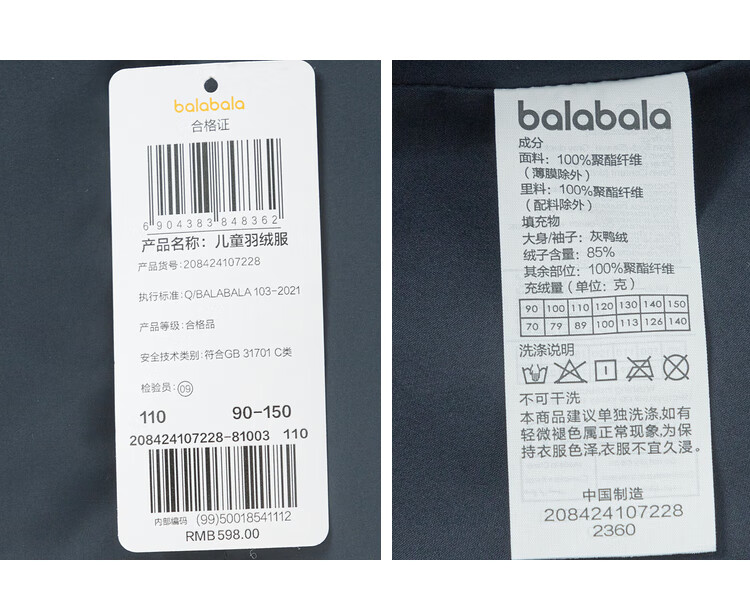 balabala
合格证
6 904383 848362
产品名称：儿童羽绒服
产品货号：208424107228
执行标准：Q/BALABALA 103-2021
产品等级：合格品
安全技术类别：符合GB 31701 C类
检验员：09
110 90-150
208424107228-81003 110
内部编码 (99)50018541112
RMB 598.00
balabala
成分
面料：100%聚酯纤维
（薄膜除外）
里料：100%聚酯纤维
（配料除外）
填充物
大身/袖子：灰鸭绒
绒子含量：85%
其余部位：100%聚酯纤维
充绒量（单位：克）
90 100 110 120 130 140 150
70 79 89 100 113 126 140
洗涤说明
不可干洗
本商品建议单独洗涤,如有
轻微褪色属正常现象,为保
持衣服色泽,衣服不宜久浸。
中国制造
208424107228
2360